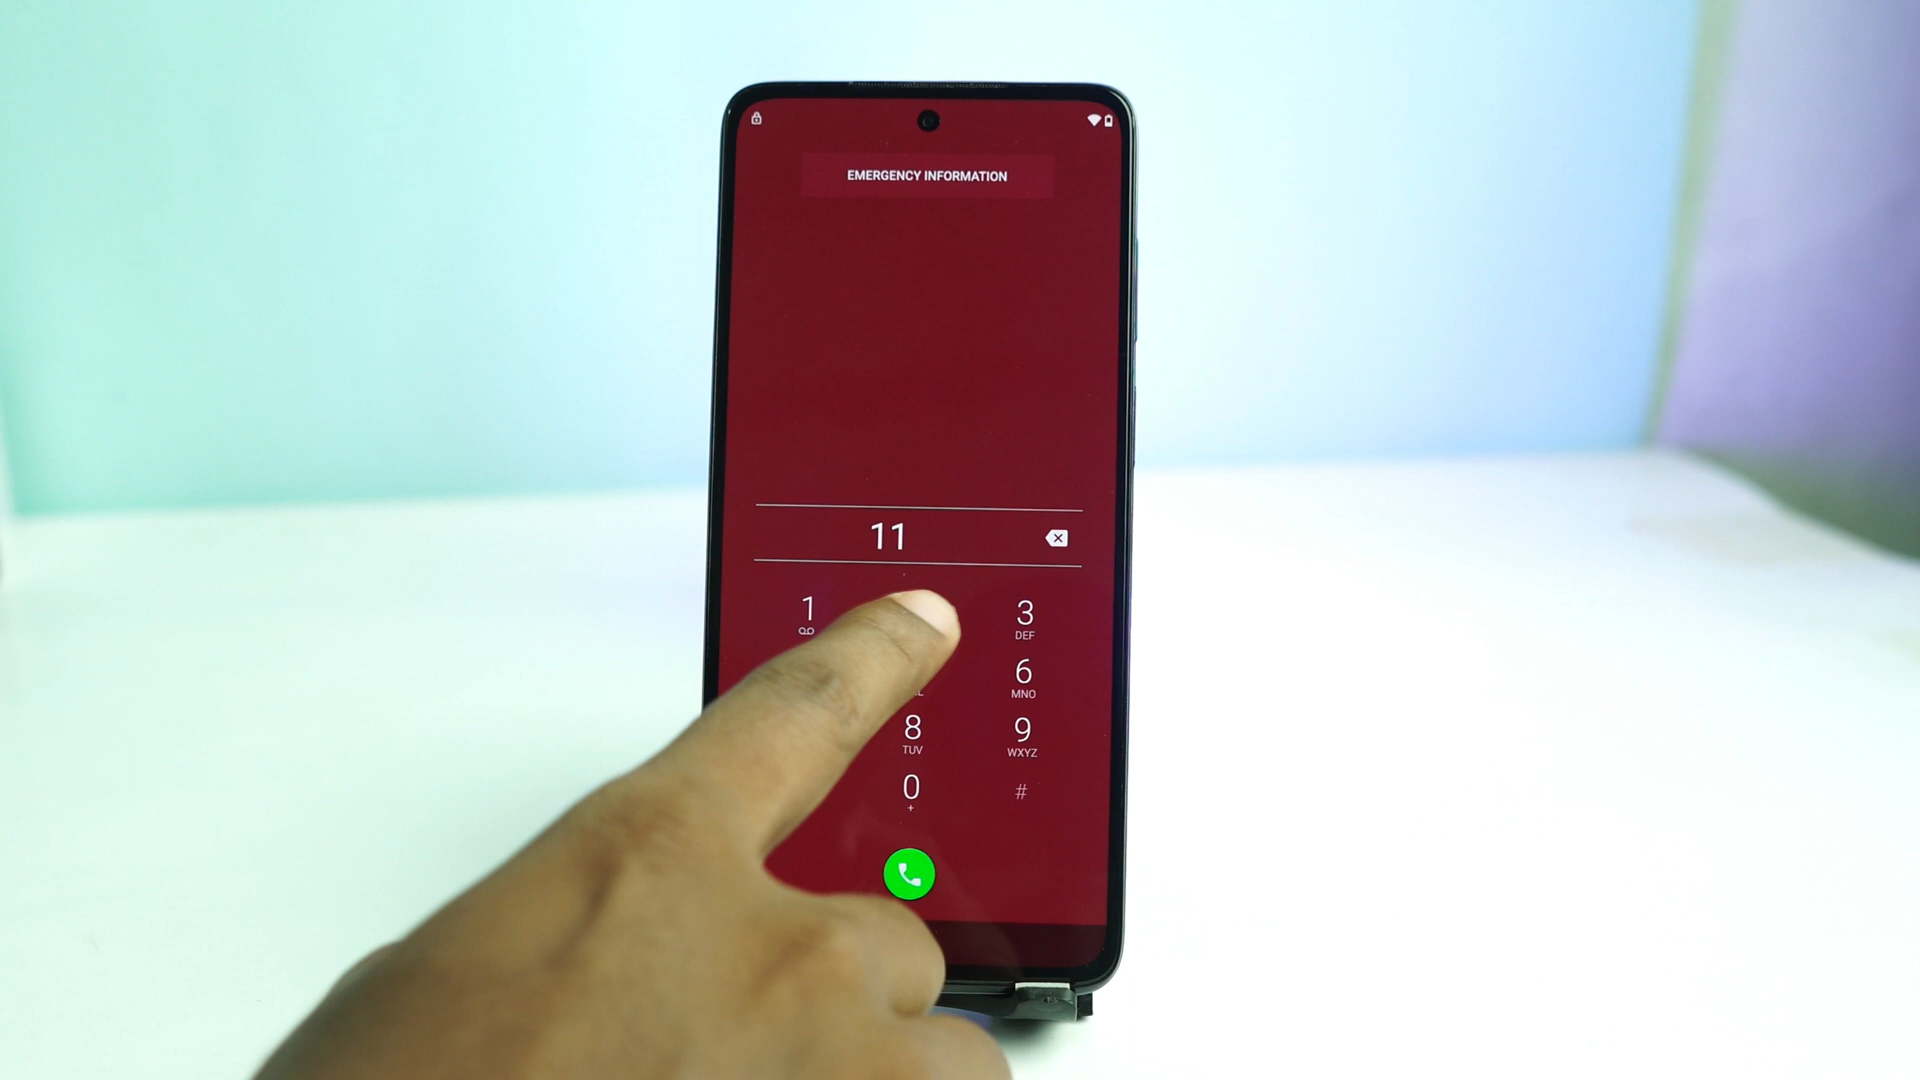 EMERGENCY INFORMATION
11
1
3
DEF
6
MNO
8
TUV
9
WXYZ
0
+
#